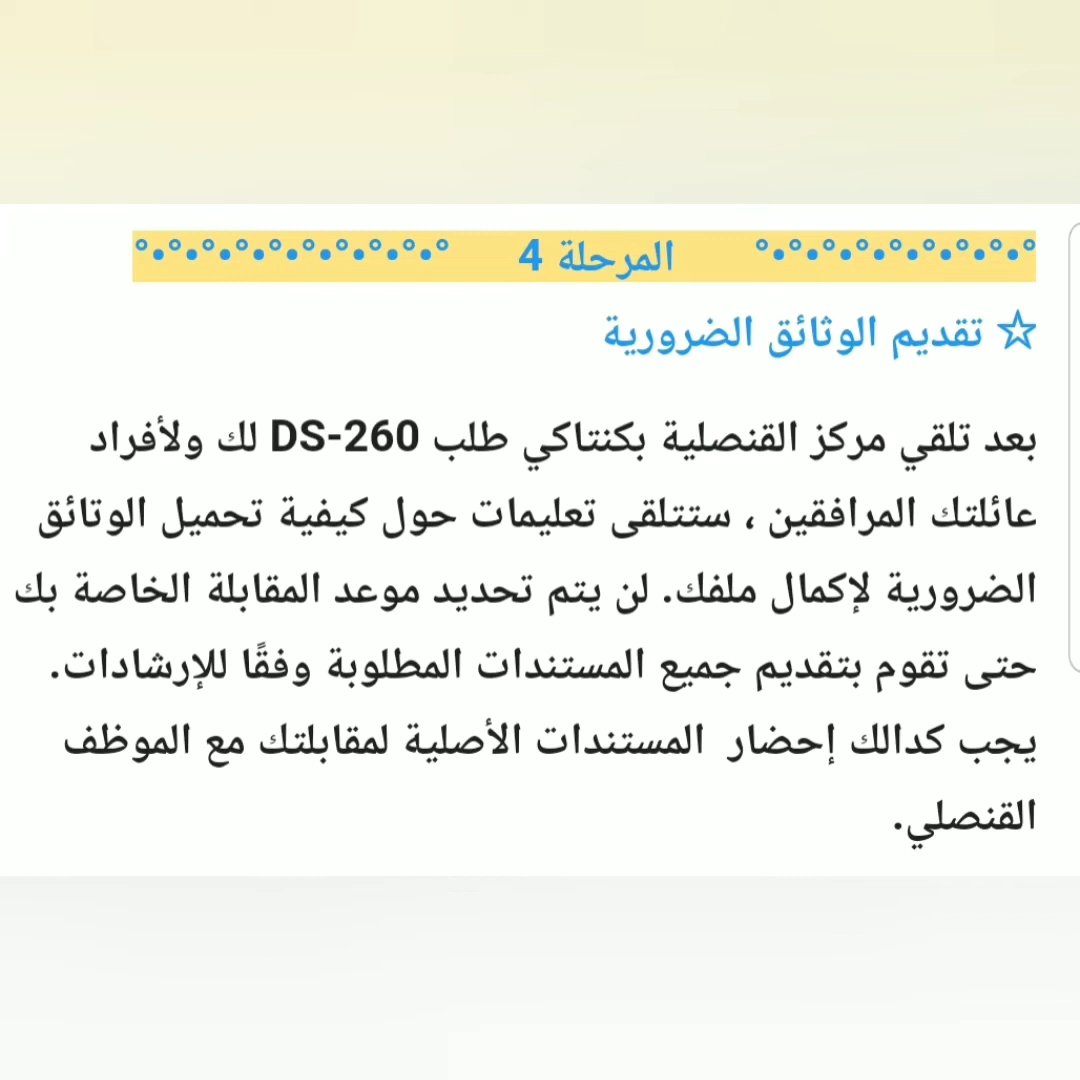 °•°•°•°•°•°•°•°•° المرحلة 4 °•°•°•°•°•°•°•°•°•°
☆ تقديم الوثائق الضرورية
بعد تلقي مركز القنصلية بكنتاكي طلب DS-260 لك ولأفراد
عائلتك المرافقين ، ستتلقى تعليمات حول كيفية تحميل الوتائق
الضرورية لإكمال ملفك. لن يتم تحديد موعد المقابلة الخاصة بك
حتى تقوم بتقديم جميع المستندات المطلوبة وفقًا للإرشادات.
يجب كدالك إحضار المستندات الأصلية لمقابلتك مع الموظف
القنصلي.